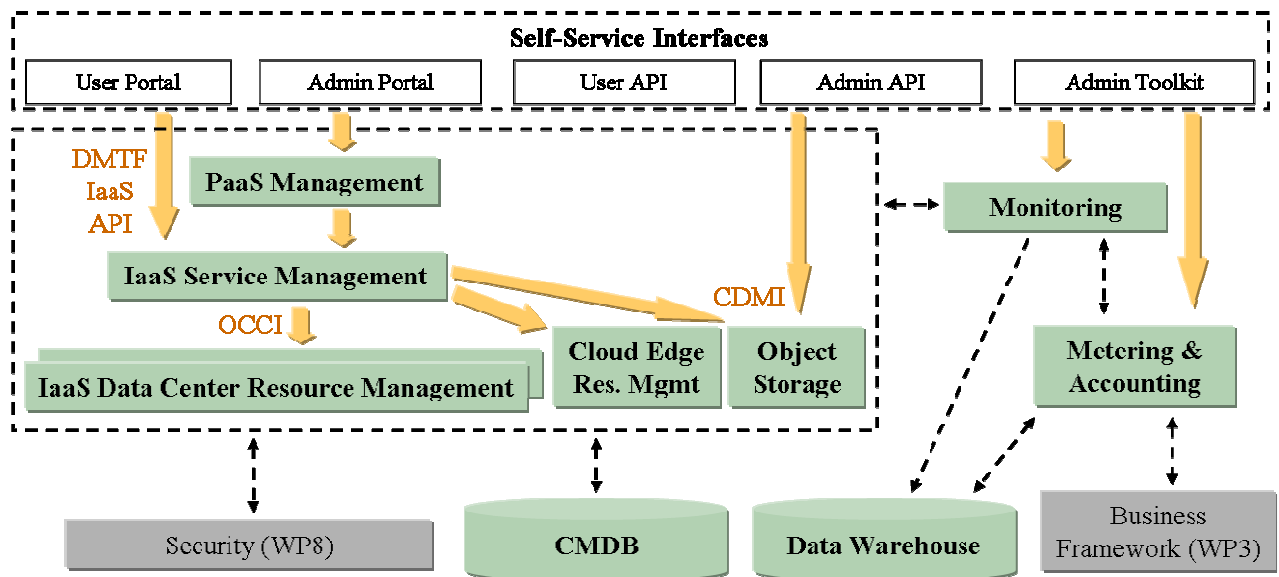 Self-Service Interfaces
User Portal
Admin Portal
User API
Admin API
Admin Toolkit
DMTF
IaaS
API
PaaS Management
Monitoring
IaaS Service Management
CDMI
OCCI
Cloud Edge
Res. Mgmt
Object
Storage
Metering &
Accounting
IaaS Data Center Resource Management
Security (WP8)
CMDB
Data Warehouse
Business
Framework (WP3)